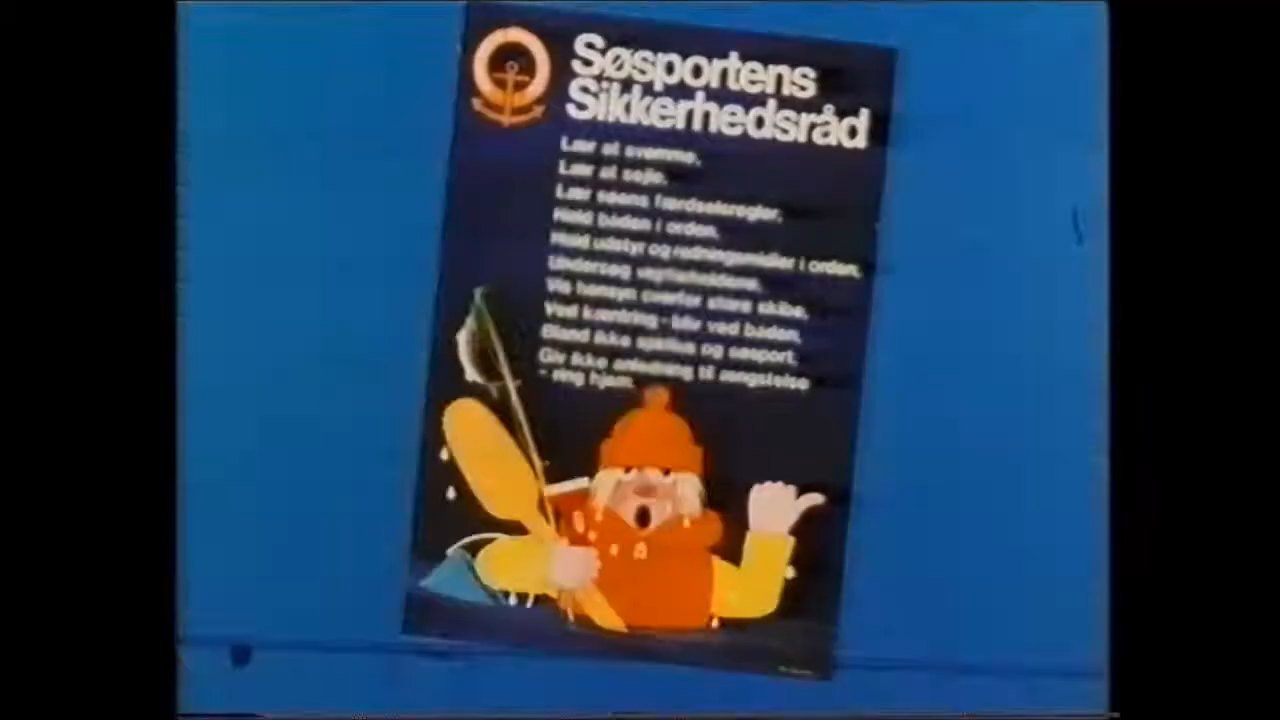 Søsportens
Sikkerhedsråd
Lær at svømme,
Lær at sejle,
Lær søens færdselsregler,
Hold båden i orden,
Hold udstyr og redningsmidler i orden,
Undersøg vejrforholdene,
Vis hensyn overfor store skibe,
Ved kæntring - bliv ved båden,
Bland ikke spiritus og søsport,
Giv ikke anledning til ængstelse
- ring hjem.